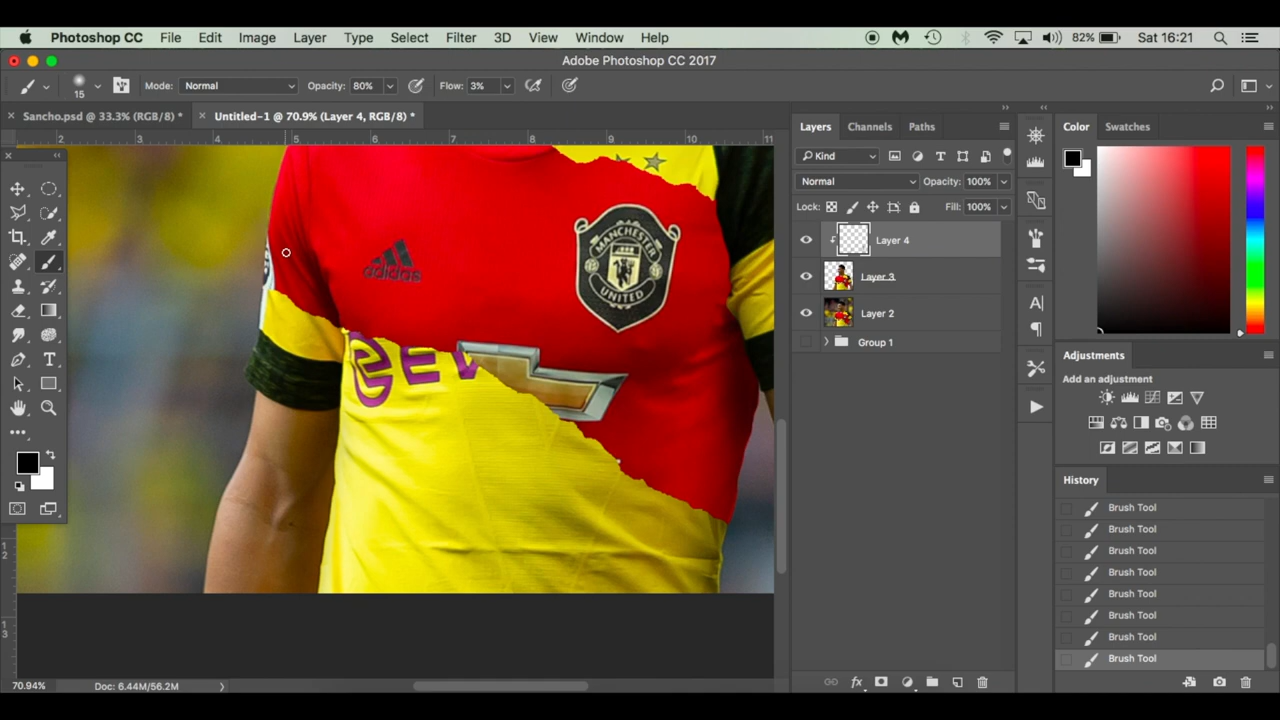 Photoshop CC File Edit Image Layer Type Select Filter 3D View Window Help 82% Sat 16:21
Adobe Photoshop CC 2017
15 Mode: Normal Opacity: 80% Flow: 3%
Sancho.psd @ 33.3% (RGB/8) * Untitled-1 @ 70.9% (Layer 4, RGB/8) *
2 3 4 5 6 7 8 9 10 11
MANCHESTER
UNITED
adidas
1
2
1
3
70.94% Doc: 6.44M/56.2M
Layers Channels Paths
Kind
Normal Opacity: 100%
Lock: Fill: 100%
Layer 4
Layer 3
Layer 2
Group 1
Color Swatches
Adjustments
Add an adjustment
History
Brush Tool
Brush Tool
Brush Tool
Brush Tool
Brush Tool
Brush Tool
Brush Tool
Brush Tool